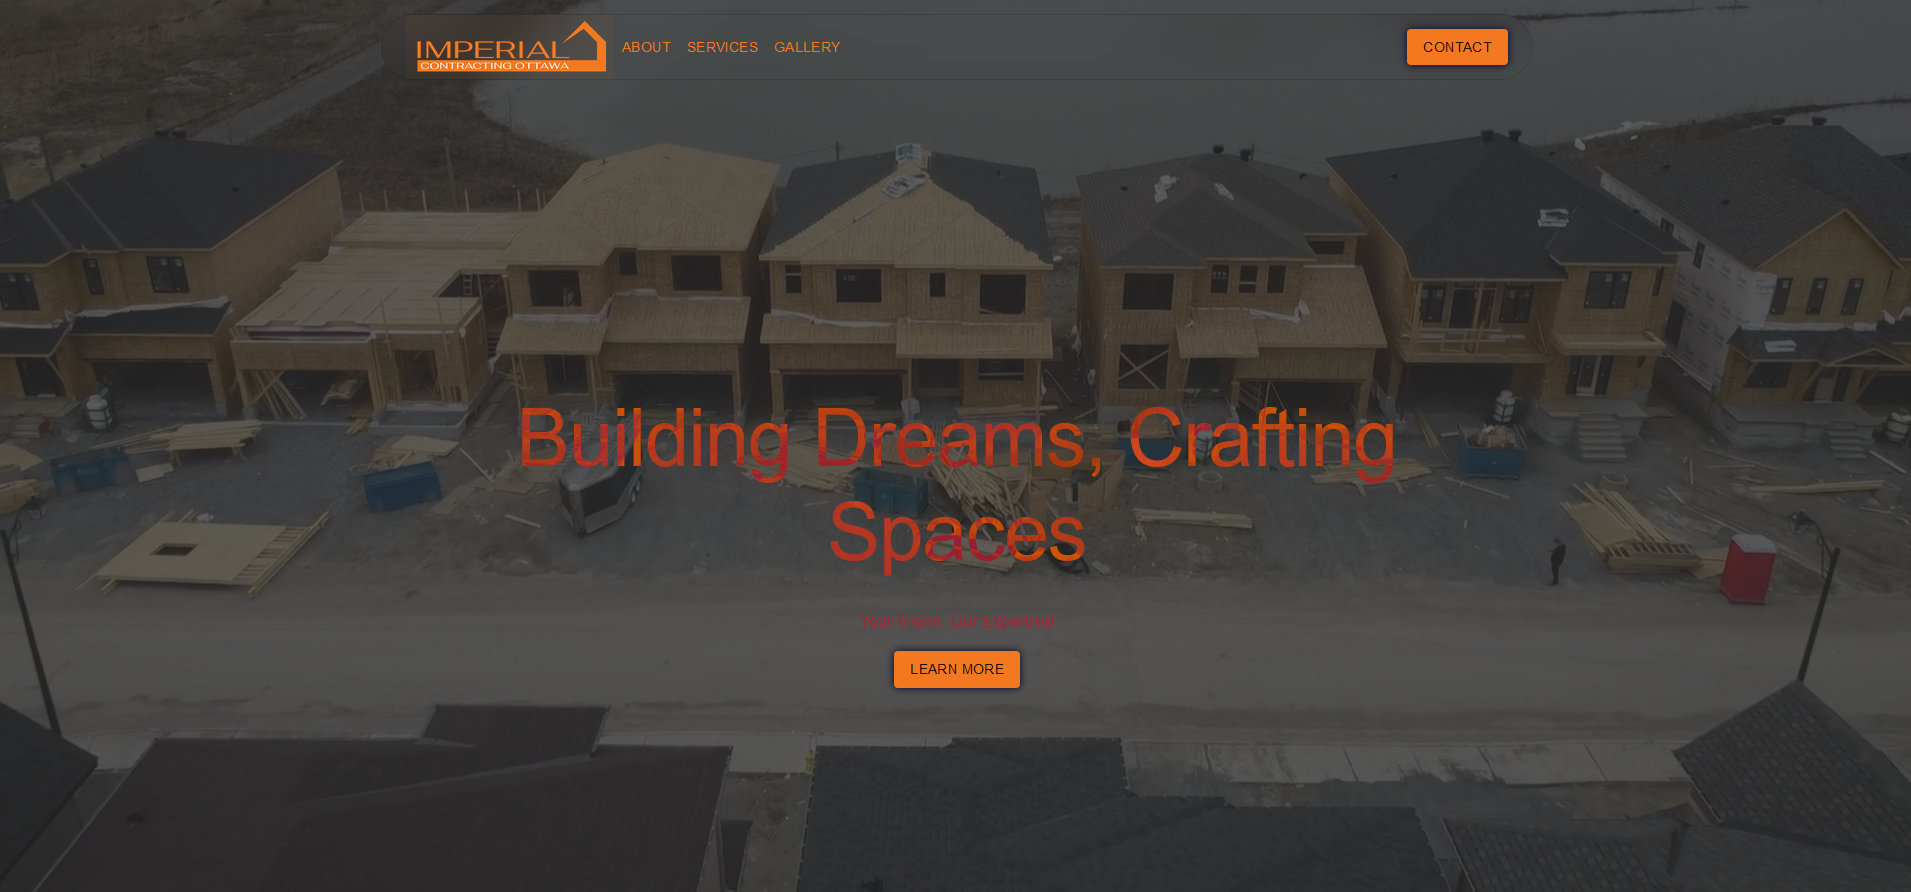 IMPERIAL
CONTRACTING OTTAWA
ABOUT
SERVICES
GALLERY
CONTACT
Building Dreams, Crafting
Spaces
Your Vision, Our Expertise!
LEARN MORE